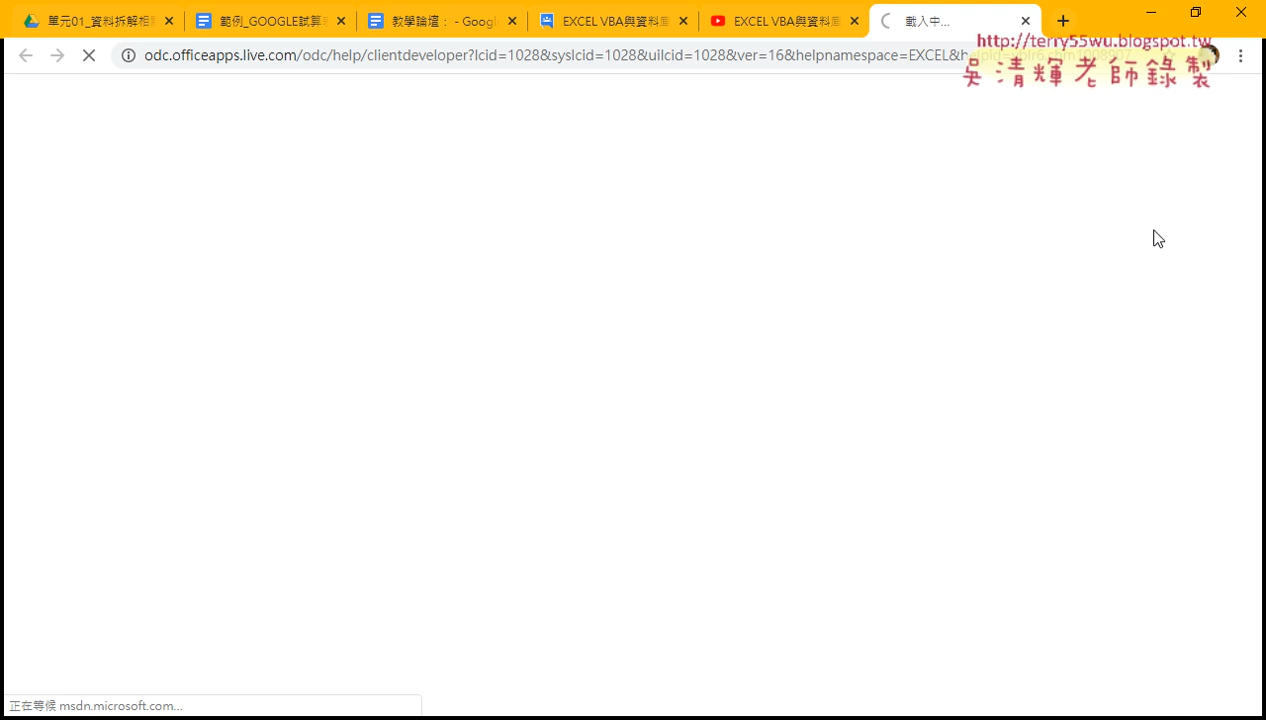 單元01_資料拆解相
範例_GOOGLE試算
教學論壇： - Googl
EXCEL VBA與資料
EXCEL VBA與資料
載入中...
odc.officeapps.live.com/odc/help/clientdeveloper?lcid=1028&syslcid=1028&uilcid=1028&ver=16&helpnamespace=EXCEL&h
http://terry55wu.blogspot.tw
吳清輝老師錄製
正在等候 msdn.microsoft.com...